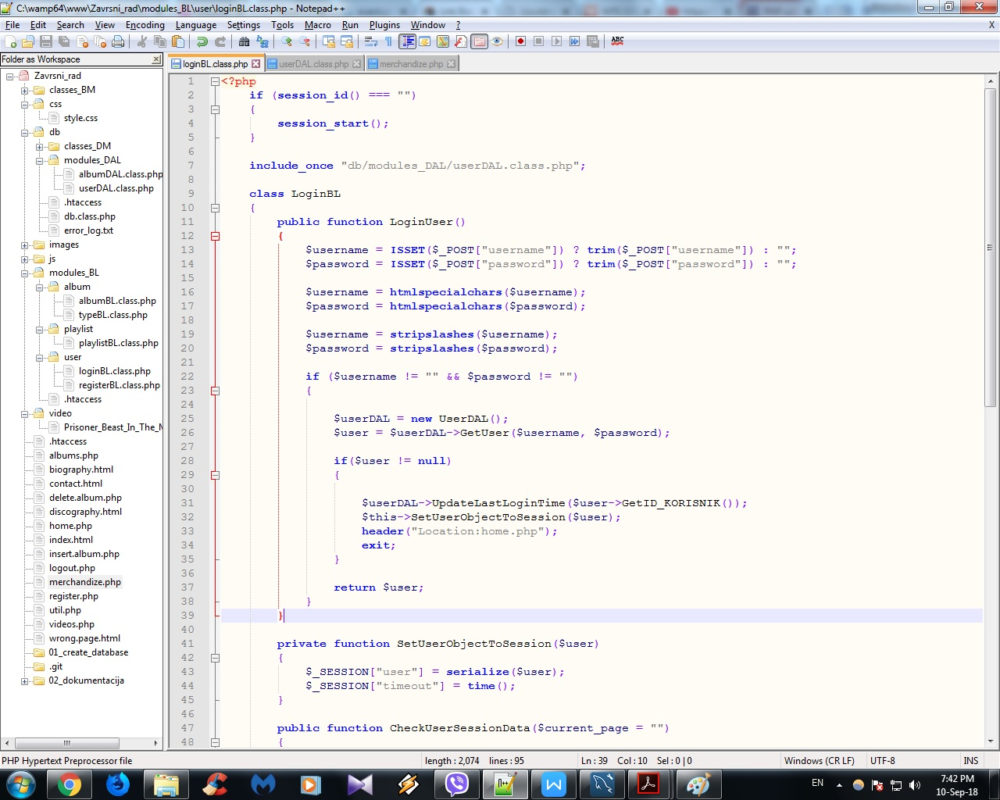 C:\wamp64\www\Zavrsni_rad\modules_BL\user\loginBL.class.php - Notepad++
File Edit Search View Encoding Language Settings Tools Macro Run Plugins Window ? X
ABC
Folder as Workspace
loginBL.class.php userDAL.class.php merchandize.php
Zavrsni_rad
classes_BM
css
style.css
db
classes_DM
modules_DAL
albumDAL.class.php
userDAL.class.php
.htaccess
db.class.php
error_log.txt
images
js
modules_BL
album
albumBL.class.php
typeBL.class.php
playlist
playlistBL.class.php
user
loginBL.class.php
registerBL.class.php
.htaccess
video
Prisoner_Beast_In_The_
.htaccess
albums.php
biography.html
contact.html
delete.album.php
discography.html
home.php
index.html
insert.album.php
logout.php
merchandize.php
register.php
util.php
videos.php
wrong.page.html
01_create_database
.git
02_dokumentacija
1 <?php
2 if (session_id() === "")
3 {
4 session_start();
5 }
6
7 include_once "db/modules_DAL/userDAL.class.php";
8
9 class LoginBL
10 {
11 public function LoginUser()
12 {
13 $username = ISSET($_POST["username"]) ? trim($_POST["username"]) : "";
14 $password = ISSET($_POST["password"]) ? trim($_POST["password"]) : "";
15
16 $username = htmlspecialchars($username);
17 $password = htmlspecialchars($password);
18
19 $username = stripslashes($username);
20 $password = stripslashes($password);
21
22 if ($username != "" && $password != "")
23 {
24
25 $userDAL = new UserDAL();
26 $user = $userDAL->GetUser($username, $password);
27
28 if($user != null)
29 {
30
31 $userDAL->UpdateLastLoginTime($user->GetID_KORISNIK());
32 $this->SetUserObjectToSession($user);
33 header("Location:home.php");
34 exit;
35 }
36
37 return $user;
38 }
39 }
40
41 private function SetUserObjectToSession($user)
42 {
43 $_SESSION["user"] = serialize($user);
44 $_SESSION["timeout"] = time();
45 }
46
47 public function CheckUserSessionData($current_page = "")
48 {
PHP Hypertext Preprocessor file length : 2,074 lines : 95 Ln : 39 Col : 10 Sel : 0 | 0 Windows (CR LF) UTF-8 INS
EN 7:42 PM
10-Sep-18